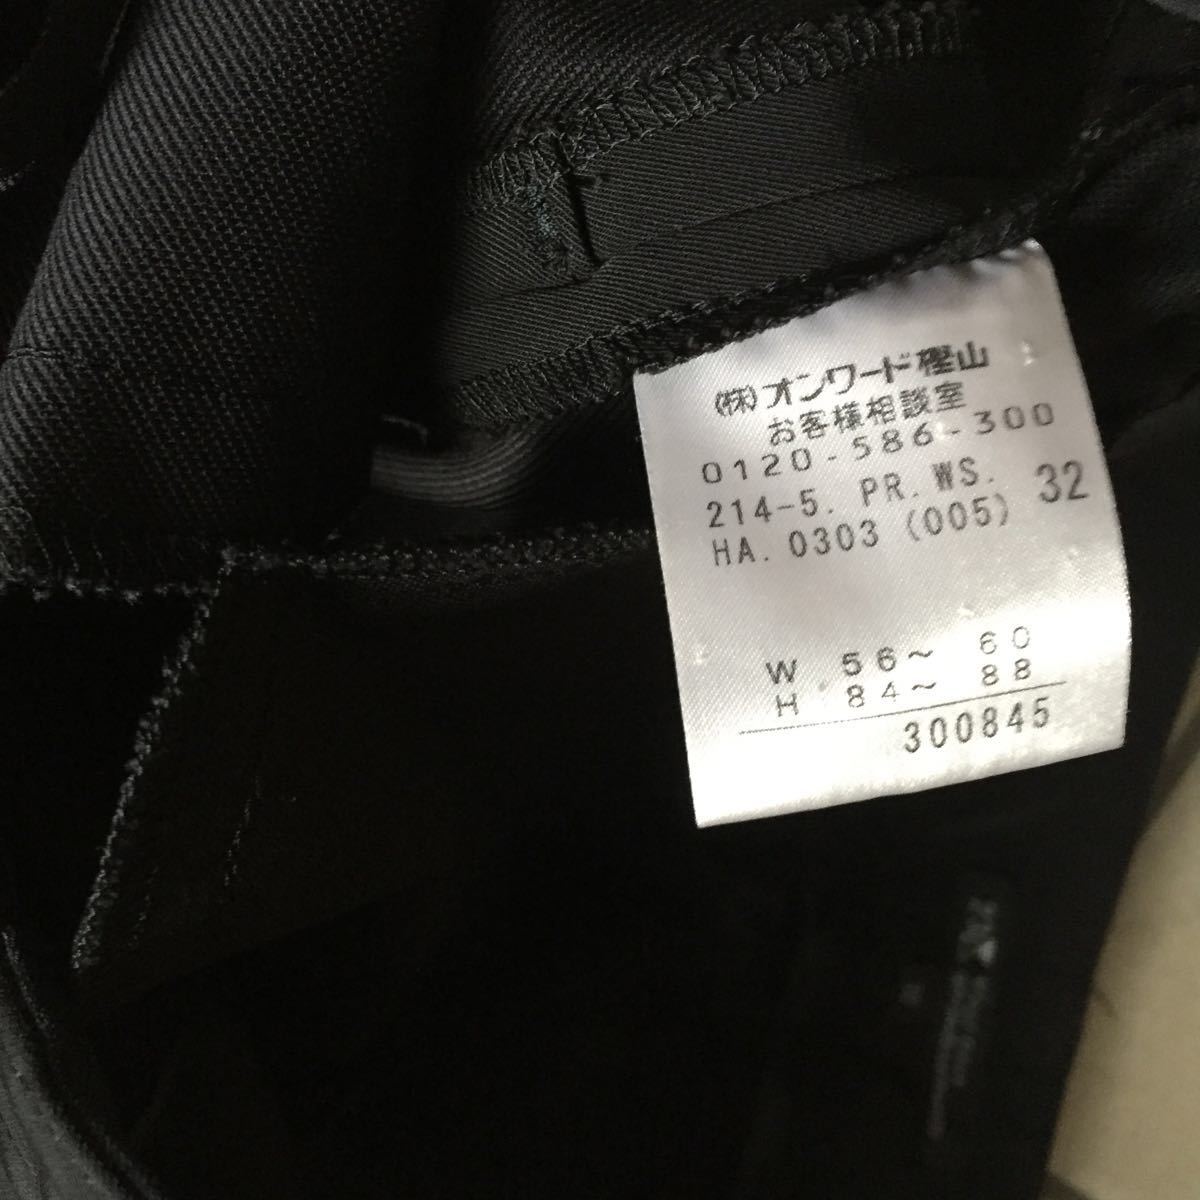 (株)オンワード樫山
お客様相談室
0120-586-300
214-5. PR. WS. 32
HA. 0303 (005)
W 56～ 60
H 84～ 88
300845